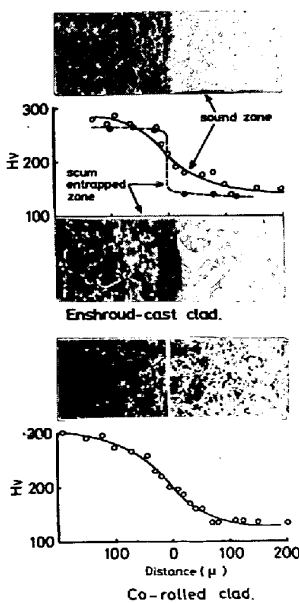 300
sound zone
Hv
200
scum
entrapped
zone
100
Enshroud-cast clad.
300
Hv
200
100
100 0 100 200
Distance (μ)
Co-rolled clad.